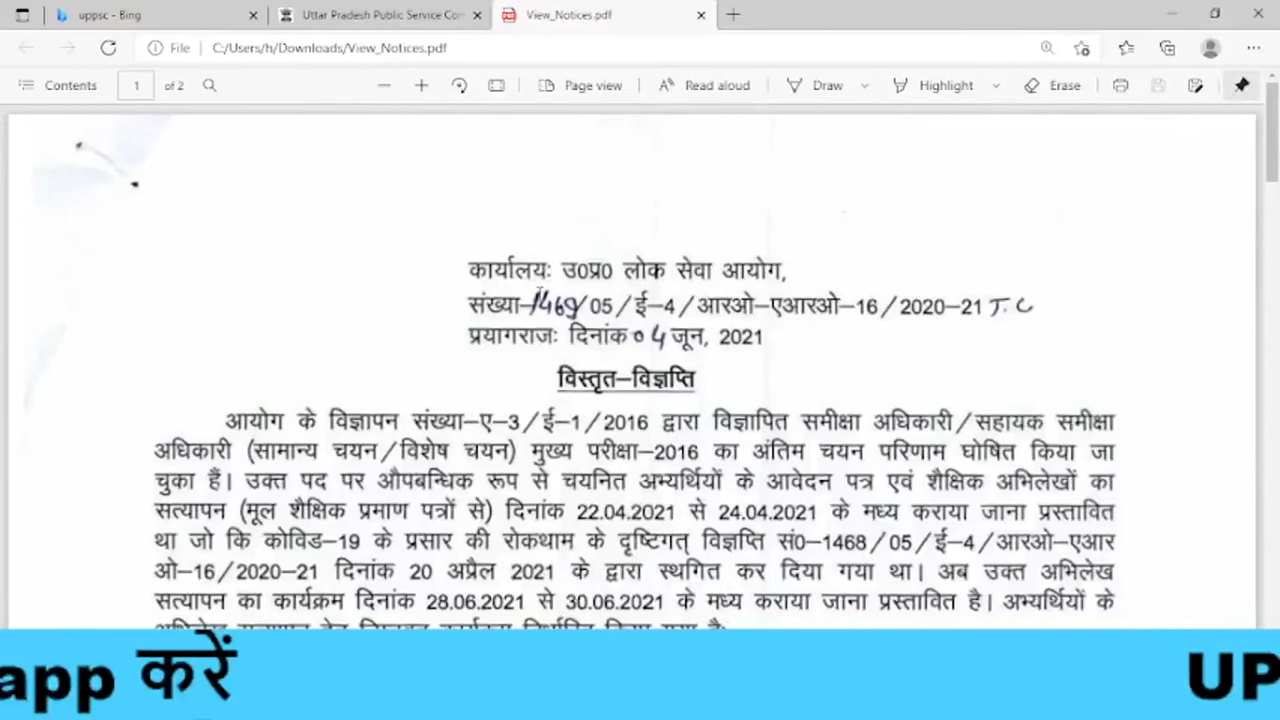 uppsc - Bing
Uttar Pradesh Public Service Con
View_Notices.pdf
File C:/Users/h/Downloads/View_Notices.pdf
Contents 1 of 2 Page view Read aloud Draw Highlight Erase
कार्यालयः उ0प्र0 लोक सेवा आयोग,
संख्या–1469/05/ई–4/आरओ–एआरओ–16/2020–21 T.C
प्रयागराजः दिनांक 04 जून, 2021
विस्तृत–विज्ञप्ति
आयोग के विज्ञापन संख्या–ए–3/ई–1/2016 द्वारा विज्ञापित समीक्षा अधिकारी/सहायक समीक्षा
अधिकारी (सामान्य चयन/विशेष चयन) मुख्य परीक्षा–2016 का अंतिम चयन परिणाम घोषित किया जा
चुका हैं। उक्त पद पर औपबन्धिक रूप से चयनित अभ्यर्थियों के आवेदन पत्र एवं शैक्षिक अभिलेखों का
सत्यापन (मूल शैक्षिक प्रमाण पत्रों से) दिनांक 22.04.2021 से 24.04.2021 के मध्य कराया जाना प्रस्तावित
था जो कि कोविड–19 के प्रसार की रोकथाम के दृष्टिगत् विज्ञप्ति सं0–1468/05/ई–4/आरओ–एआर
ओ–16/2020–21 दिनांक 20 अप्रैल 2021 के द्वारा स्थगित कर दिया गया था। अब उक्त अभिलेख
सत्यापन का कार्यक्रम दिनांक 28.06.2021 से 30.06.2021 के मध्य कराया जाना प्रस्तावित है। अभ्यर्थियों के
app करें UP